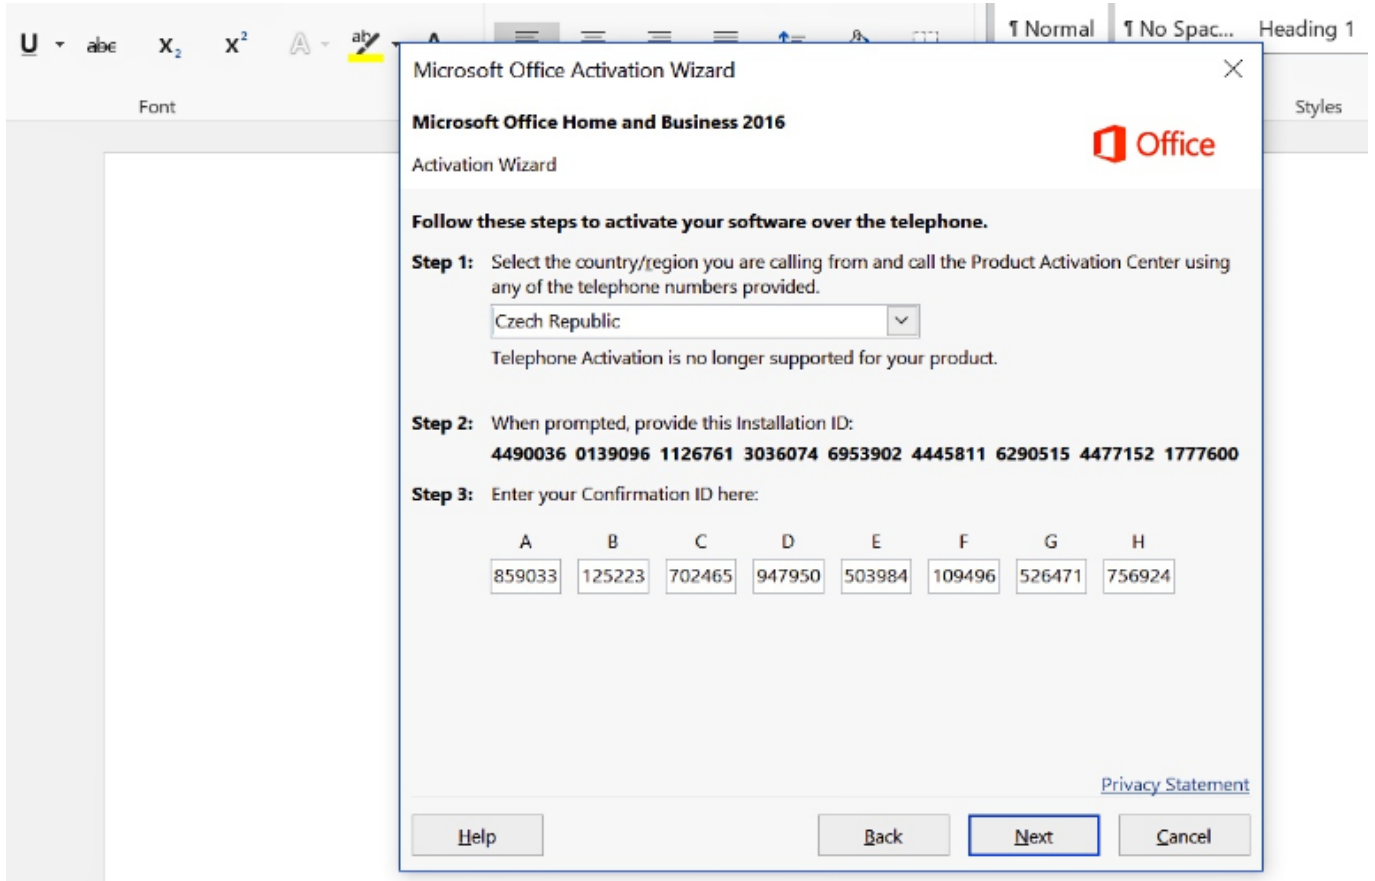 U abc X₂ X² A ab A
¶ Normal ¶ No Spac... Heading 1
Font
Styles
Microsoft Office Activation Wizard
Microsoft Office Home and Business 2016
Office
Activation Wizard
Follow these steps to activate your software over the telephone.
Step 1: Select the country/region you are calling from and call the Product Activation Center using
any of the telephone numbers provided.
Czech Republic
Telephone Activation is no longer supported for your product.
Step 2: When prompted, provide this Installation ID:
4490036 0139096 1126761 3036074 6953902 4445811 6290515 4477152 1777600
Step 3: Enter your Confirmation ID here:
A B C D E F G H
859033 125223 702465 947950 503984 109496 526471 756924
Privacy Statement
Help Back Next Cancel